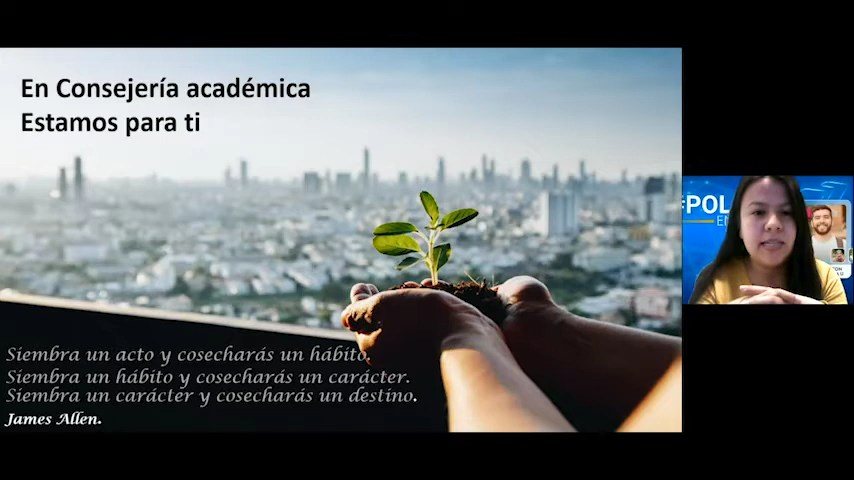 En Consejería académica
Estamos para ti
Siembra un acto y cosecharás un hábito.
Siembra un hábito y cosecharás un carácter.
Siembra un carácter y cosecharás un destino.
James Allen.
#POL